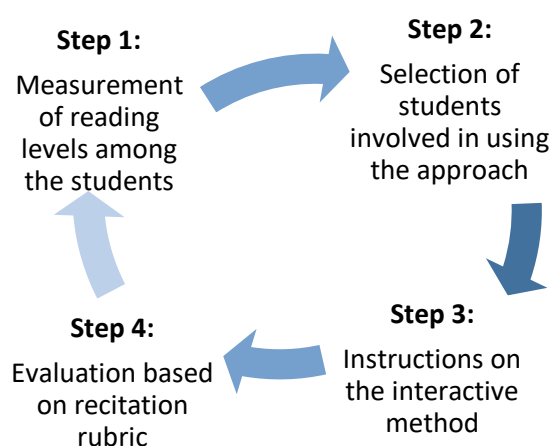 Step 1:
Measurement
of reading
levels among
the students
Step 2:
Selection of
students
involved in using
the approach
Step 3:
Instructions on
the interactive
method
Step 4:
Evaluation based
on recitation
rubric